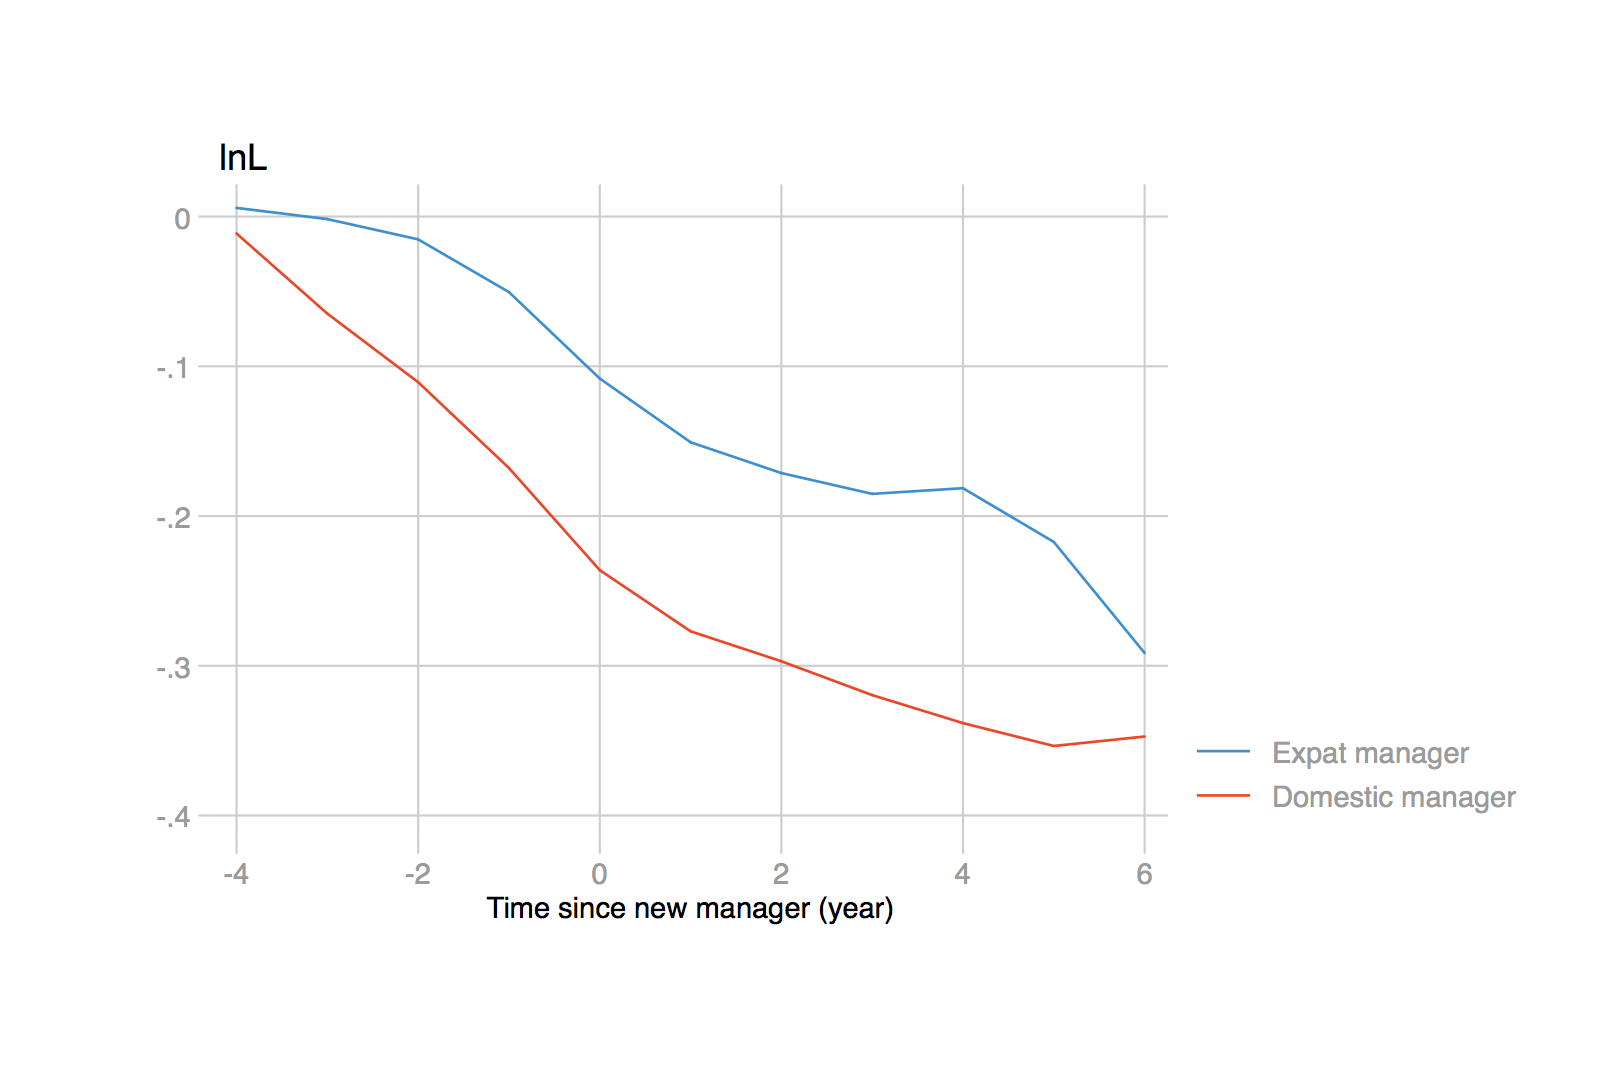 lnL
0
-.1
-.2
-.3
-.4
-4 -2 0 2 4 6
Time since new manager (year)
Expat manager
Domestic manager